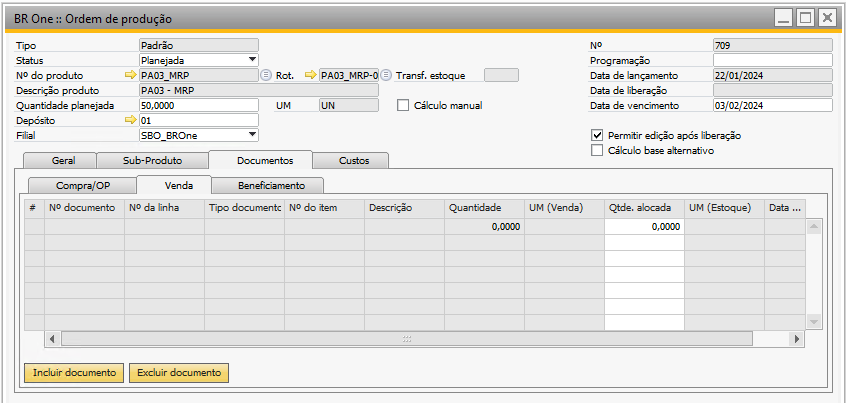 BR One :: Ordem de produção
Tipo Padrão Nº 709
Status Planejada Programação
Nº do produto PA03_MRP Rot. PA03_MRP-0 Transf. estoque Data de lançamento 22/01/2024
Descrição produto PA03 - MRP Data de liberação
Quantidade planejada 50,0000 UM UN Cálculo manual Data de vencimento 03/02/2024
Depósito 01
Filial SBO_BROne Permitir edição após liberação
Cálculo base alternativo
Geral Sub-Produto Documentos Custos
Compra/OP Venda Beneficiamento
# Nº documento Nº da linha Tipo documento Nº do item Descrição Quantidade UM (Venda) Qtde. alocada UM (Estoque) Data ...
0,0000 0,0000
Incluir documento Excluir documento